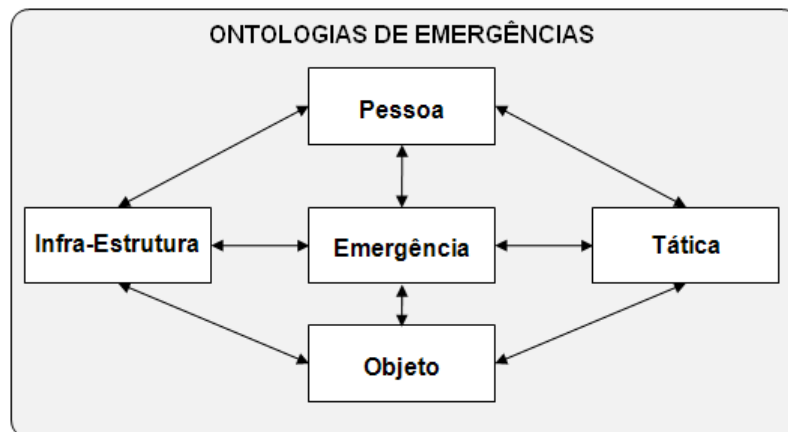 ONTOLOGIAS DE EMERGÊNCIAS
Pessoa
Infra-Estrutura
Emergência
Tática
Objeto